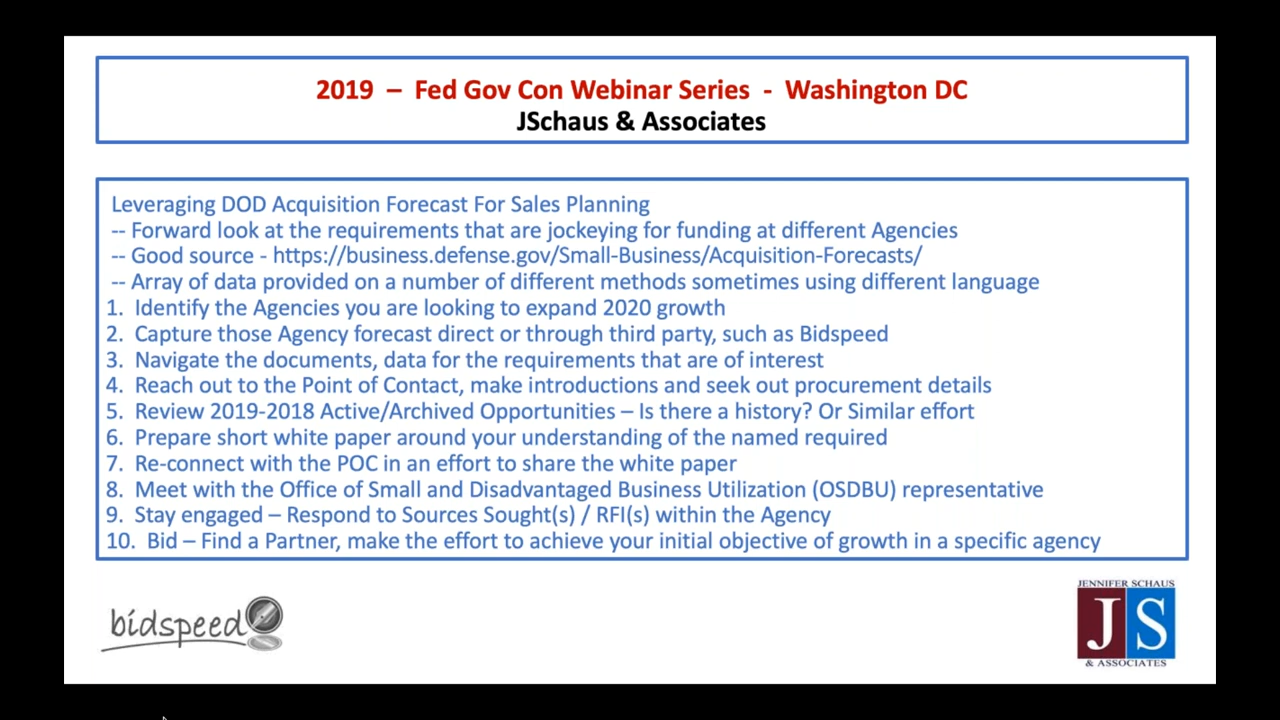 2019 – Fed Gov Con Webinar Series - Washington DC
JSchaus & Associates
Leveraging DOD Acquisition Forecast For Sales Planning
-- Forward look at the requirements that are jockeying for funding at different Agencies
-- Good source - https://business.defense.gov/Small-Business/Acquisition-Forecasts/
-- Array of data provided on a number of different methods sometimes using different language
1. Identify the Agencies you are looking to expand 2020 growth
2. Capture those Agency forecast direct or through third party, such as Bidspeed
3. Navigate the documents, data for the requirements that are of interest
4. Reach out to the Point of Contact, make introductions and seek out procurement details
5. Review 2019-2018 Active/Archived Opportunities – Is there a history? Or Similar effort
6. Prepare short white paper around your understanding of the named required
7. Re-connect with the POC in an effort to share the white paper
8. Meet with the Office of Small and Disadvantaged Business Utilization (OSDBU) representative
9. Stay engaged – Respond to Sources Sought(s) / RFI(s) within the Agency
10. Bid – Find a Partner, make the effort to achieve your initial objective of growth in a specific agency
bidspeed
JENNIFER SCHAUS
JS
& ASSOCIATES